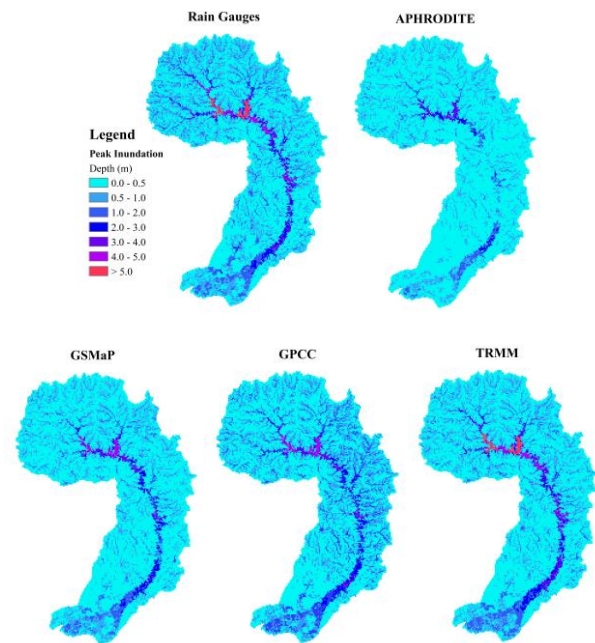 Rain Gauges
APHRODITE
Legend
Peak Inundation
Depth (m)
0.0 - 0.5
0.5 - 1.0
1.0 - 2.0
2.0 - 3.0
3.0 - 4.0
4.0 - 5.0
> 5.0
GSMaP
GPCC
TRMM